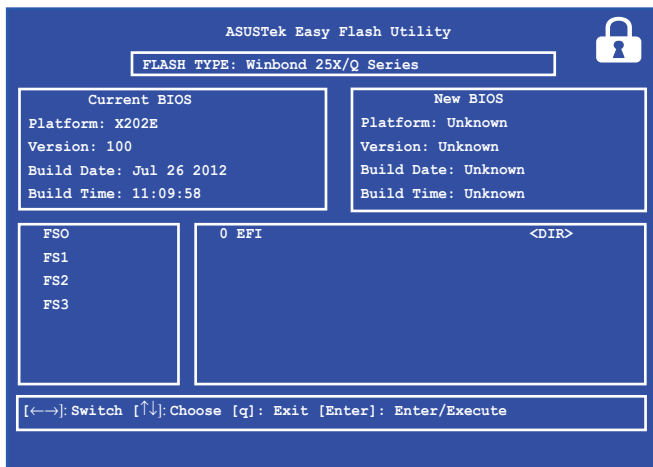 ASUSTek Easy Flash Utility
FLASH TYPE: Winbond 25X/Q Series
Current BIOS
Platform: X202E
Version: 100
Build Date: Jul 26 2012
Build Time: 11:09:58
New BIOS
Platform: Unknown
Version: Unknown
Build Date: Unknown
Build Time: Unknown
FSO
FS1
FS2
FS3
0 EFI <DIR>
[←→]: Switch [↑↓]: Choose [q]: Exit [Enter]: Enter/Execute